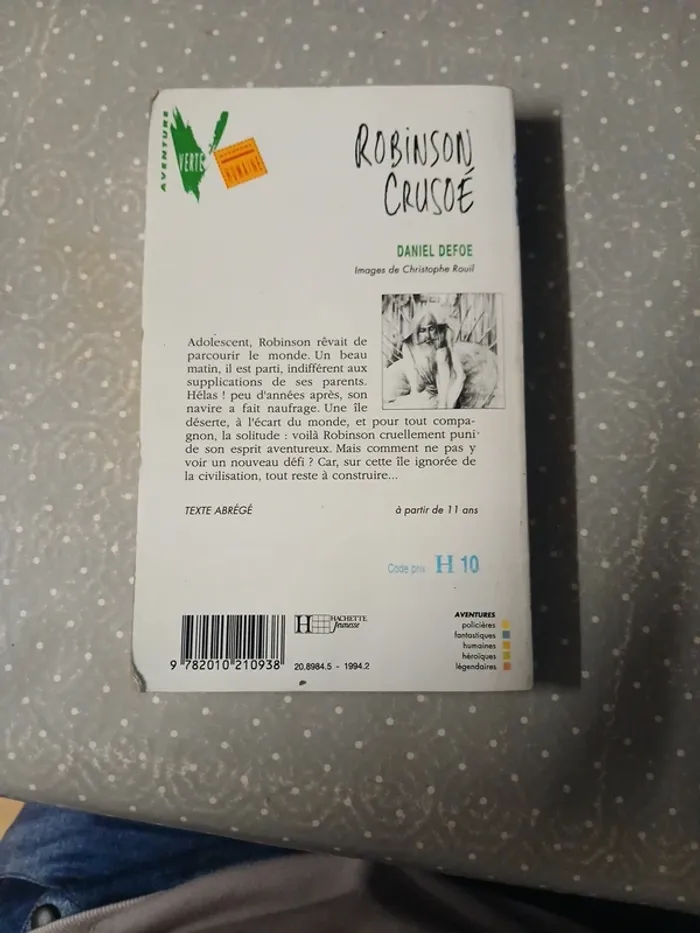 AVENTURE
VERTE
HUMAINE
ROBINSON
CRUSOÉ
DANIEL DEFOE
Images de Christophe Rouil
Adolescent, Robinson rêvait de
parcourir le monde. Un beau
matin, il est parti, indifférent aux
supplications de ses parents.
Hélas ! peu d'années après, son
navire a fait naufrage. Une île
déserte, à l'écart du monde, et pour tout compa-
gnon, la solitude : voilà Robinson cruellement puni
de son esprit aventureux. Mais comment ne pas y
voir un nouveau défi ? Car, sur cette île ignorée de
la civilisation, tout reste à construire...
TEXTE ABRÉGÉ
à partir de 11 ans
Code prix H 10
H HACHETTE
Jeunesse
9 782010 210938
20.8984.5 - 1994.2
AVENTURES
policières
fantastiques
humaines
héroïques
légendaires